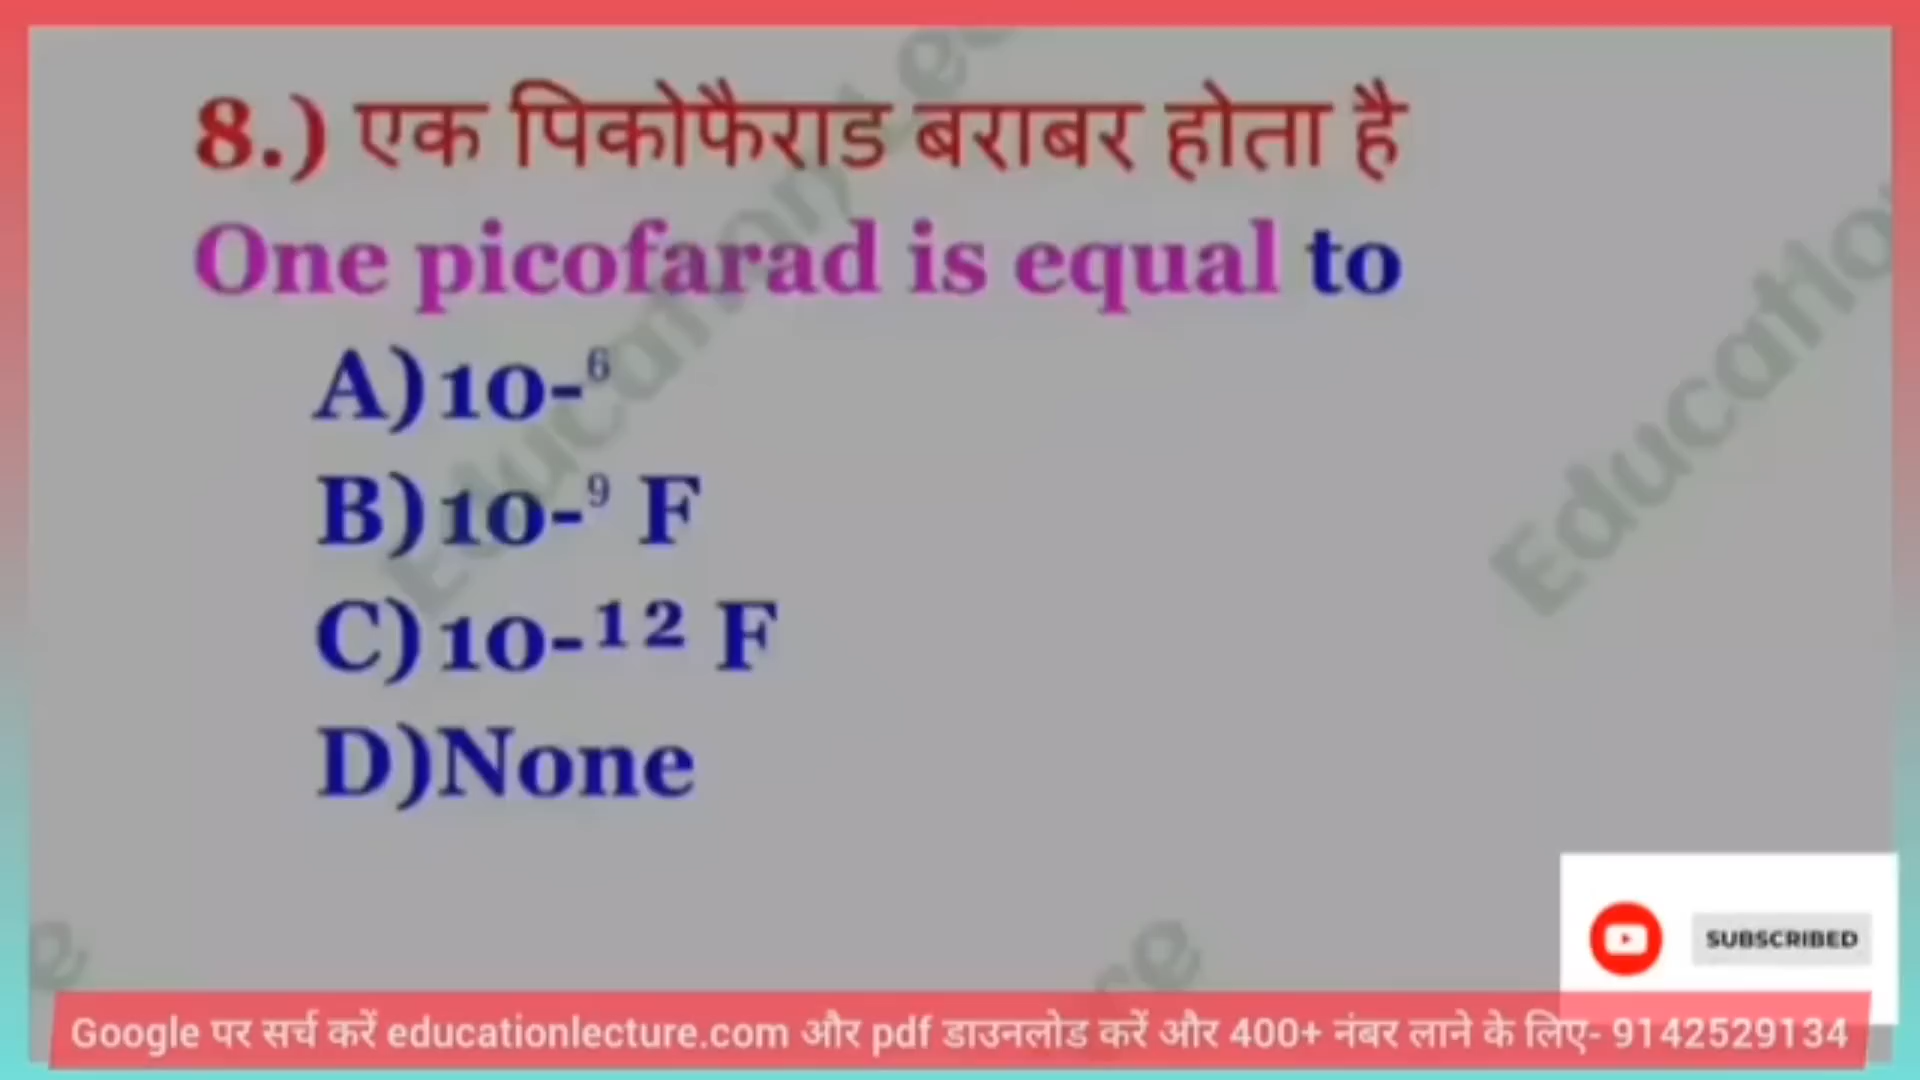 8.) एक पिकोफैराड बराबर होता है
One picofarad is equal to
A) 10-⁶
B) 10-⁹ F
C) 10-¹² F
D) None
SUBSCRIBED
Google पर सर्च करें educationlecture.com और pdf डाउनलोड करें और 400+ नंबर लाने के लिए- 9142529134